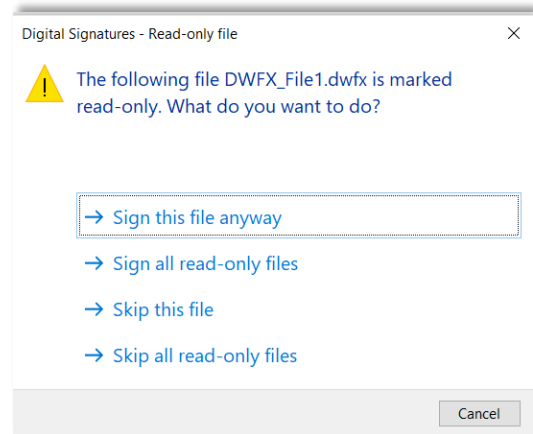 Digital Signatures - Read-only file
The following file DWFX_File1.dwfx is marked
read-only. What do you want to do?
Sign this file anyway
Sign all read-only files
Skip this file
Skip all read-only files
Cancel